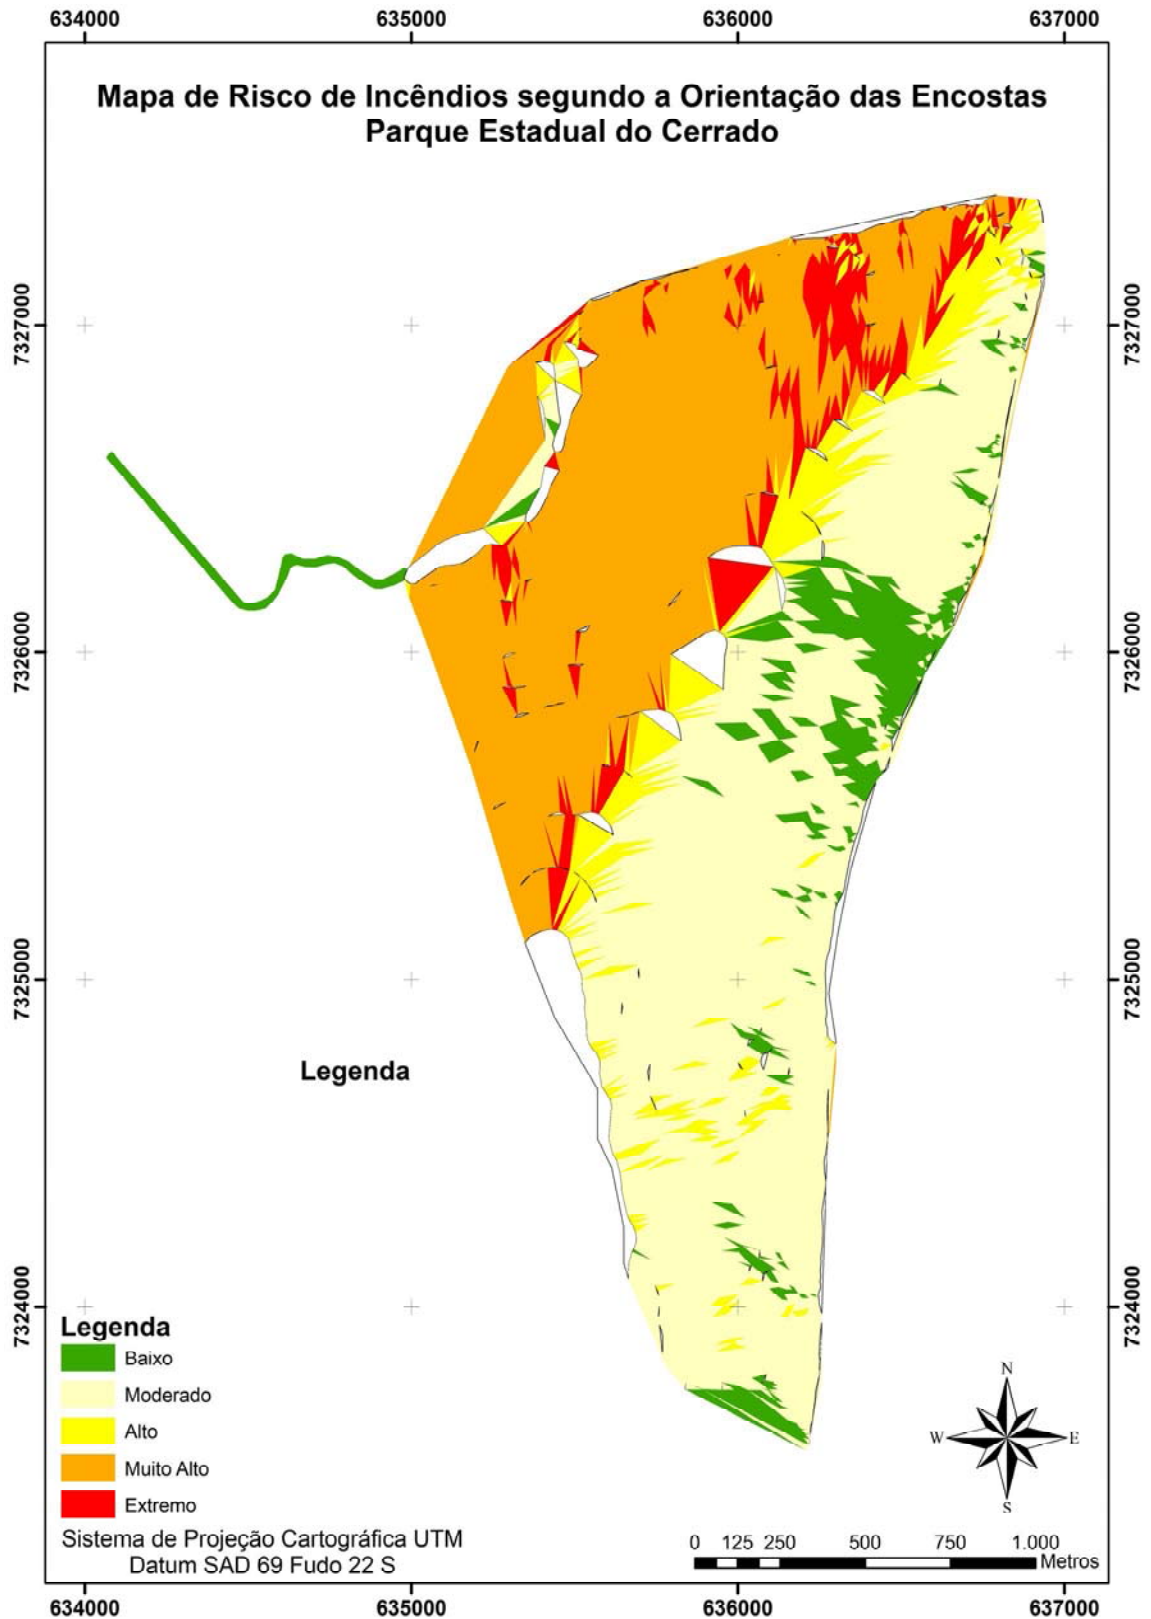 634000 635000 636000 637000
Mapa de Risco de Incêndios segundo a Orientação das Encostas
Parque Estadual do Cerrado
7327000 7327000
7326000 7326000
7325000 7325000
Legenda
7324000 7324000
Legenda
Baixo
Moderado
Alto
Muito Alto
Extremo
N
W E
S
Sistema de Projeção Cartográfica UTM
Datum SAD 69 Fudo 22 S
0 125 250 500 750 1.000
Metros
634000 635000 636000 637000